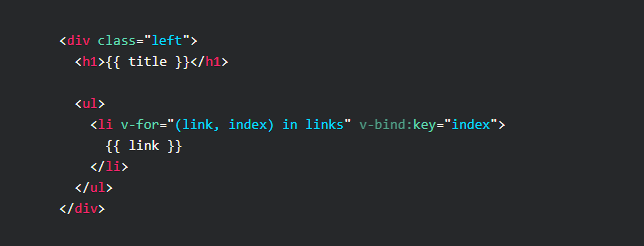 <div class="left">
<h1>{{ title }}</h1>
<ul>
<li v-for="(link, index) in links" v-bind:key="index">
{{ link }}
</li>
</ul>
</div>